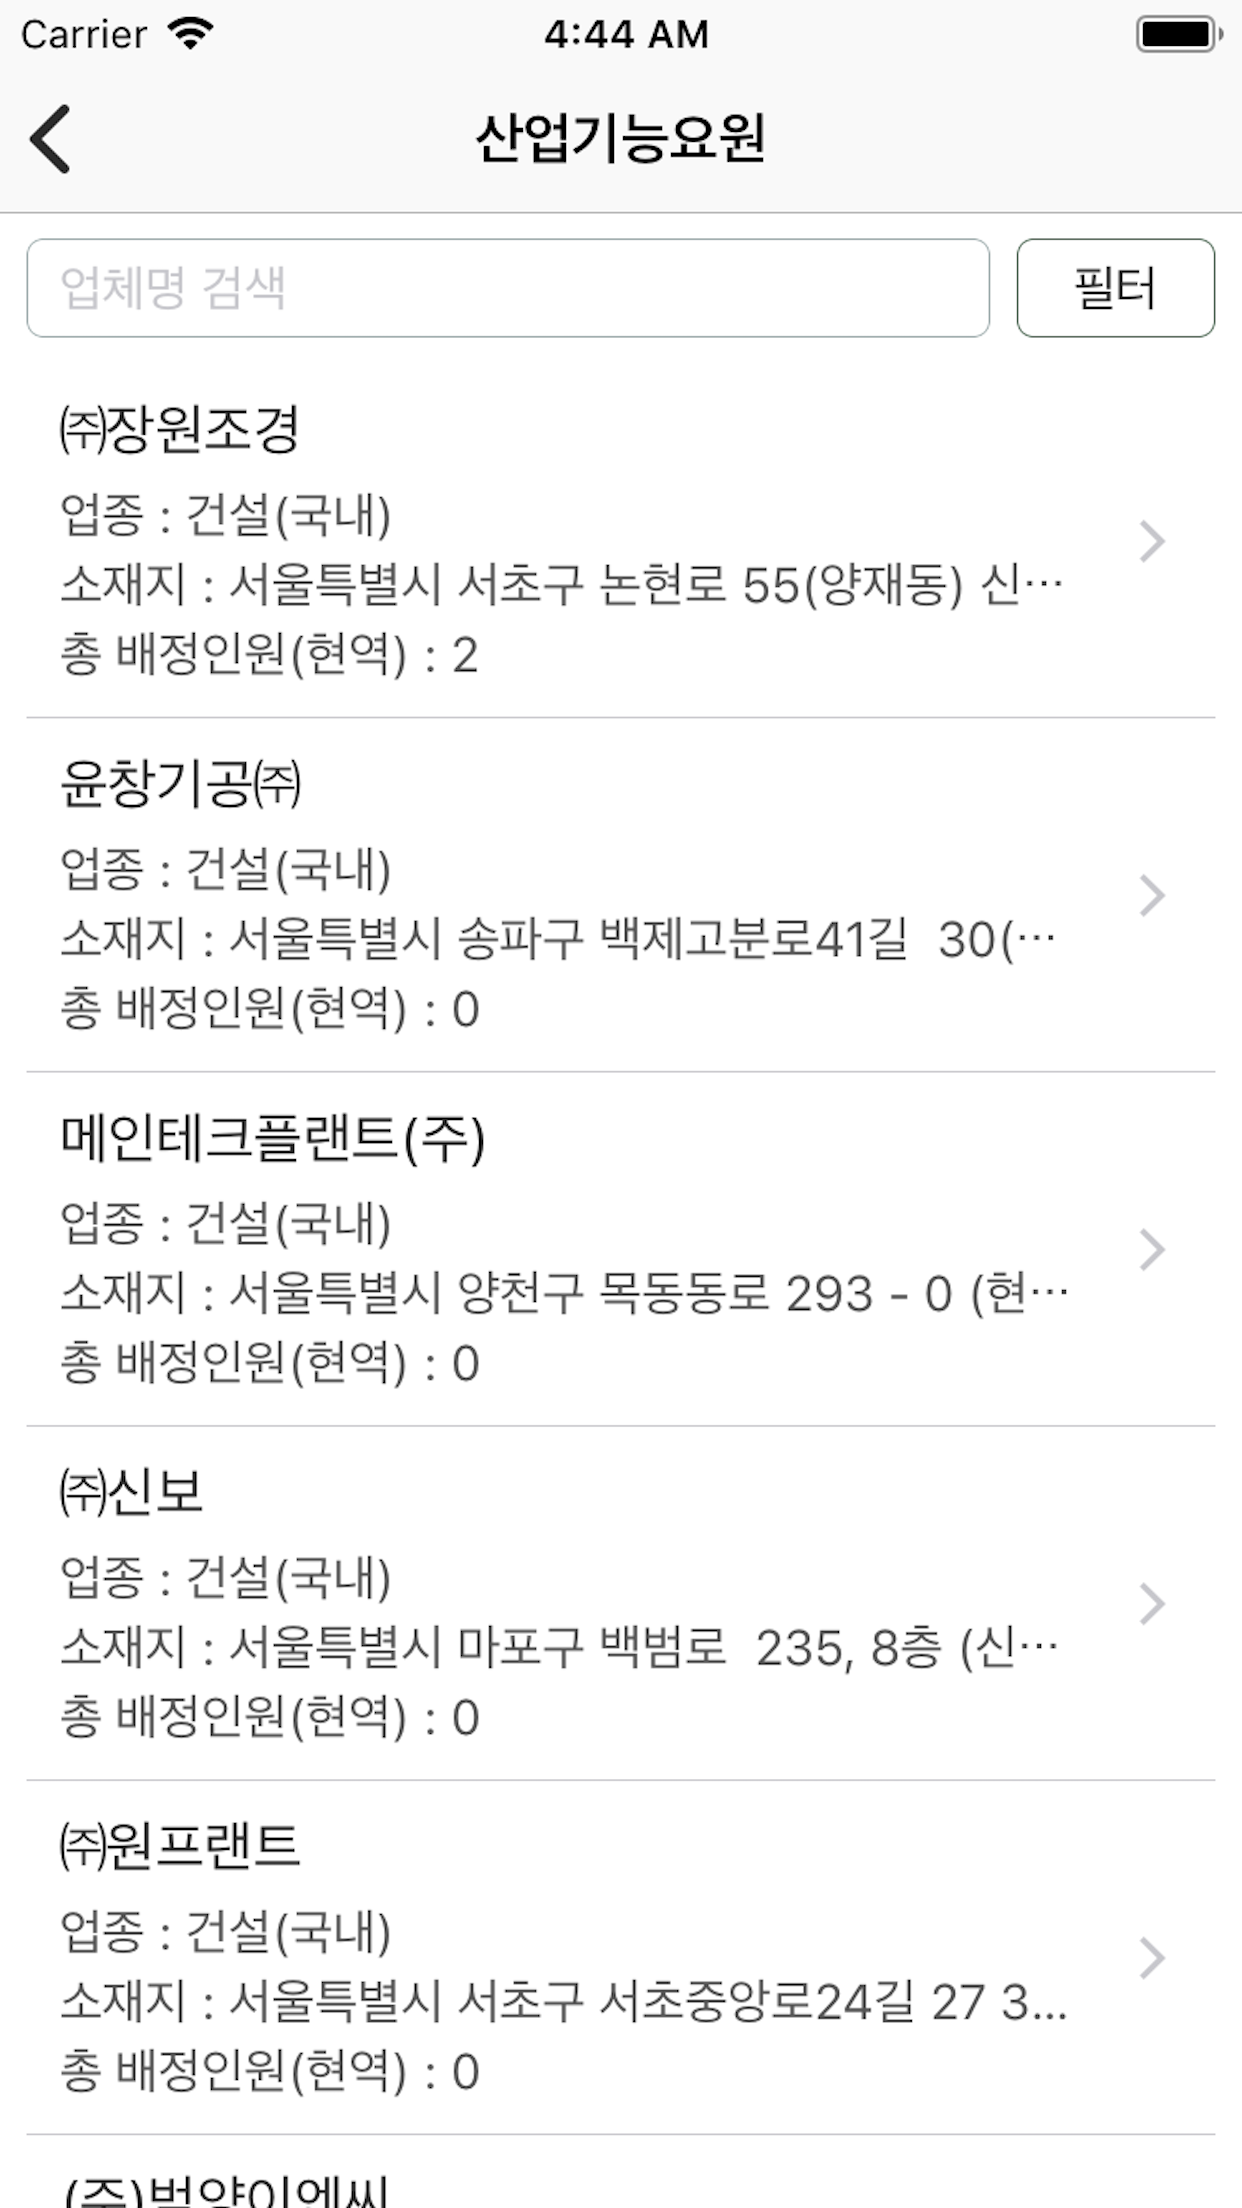 Carrier 4:44 AM
산업기능요원
업체명 검색
필터
㈜장원조경
업종 : 건설(국내)
소재지 : 서울특별시 서초구 논현로 55(양재동) 신…
총 배정인원(현역) : 2
윤창기공㈜
업종 : 건설(국내)
소재지 : 서울특별시 송파구 백제고분로41길  30(…
총 배정인원(현역) : 0
메인테크플랜트(주)
업종 : 건설(국내)
소재지 : 서울특별시 양천구 목동동로 293 - 0 (현…
총 배정인원(현역) : 0
㈜신보
업종 : 건설(국내)
소재지 : 서울특별시 마포구 백범로  235, 8층 (신…
총 배정인원(현역) : 0
㈜원프랜트
업종 : 건설(국내)
소재지 : 서울특별시 서초구 서초중앙로24길 27 3...
총 배정인원(현역) : 0
(주)범양이엔씨